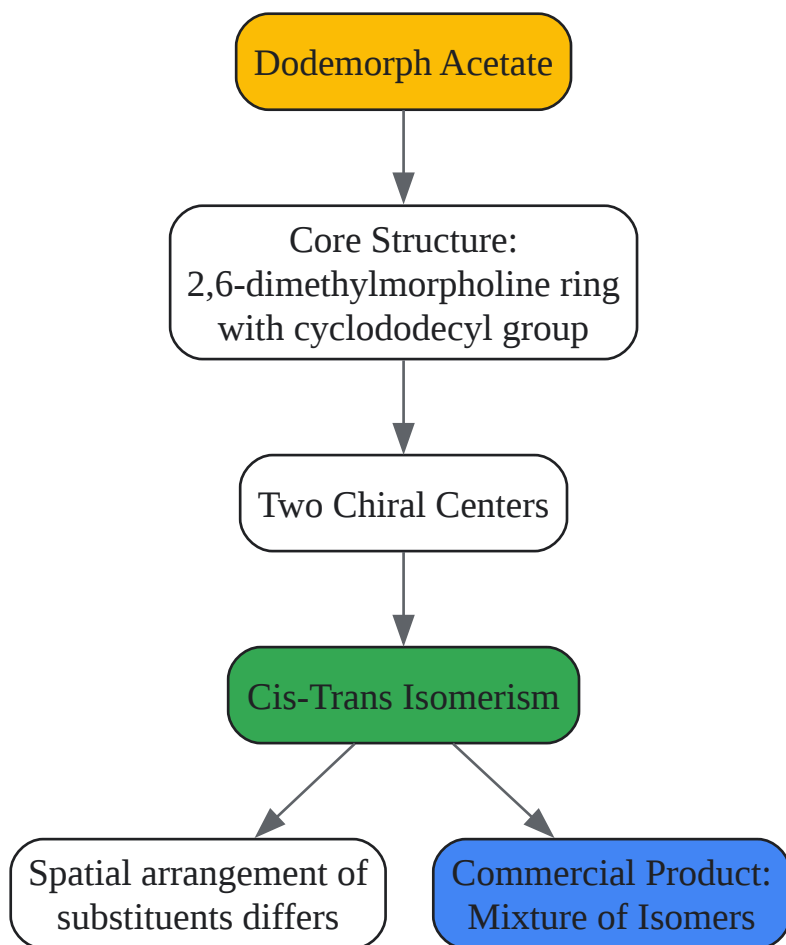 Dodemorph Acetate
Core Structure:
2,6-dimethylmorpholine ring
with cyclododecyl group
Two Chiral Centers
Cis-Trans Isomerism
Spatial arrangement of
substituents differs
Commercial Product:
Mixture of Isomers